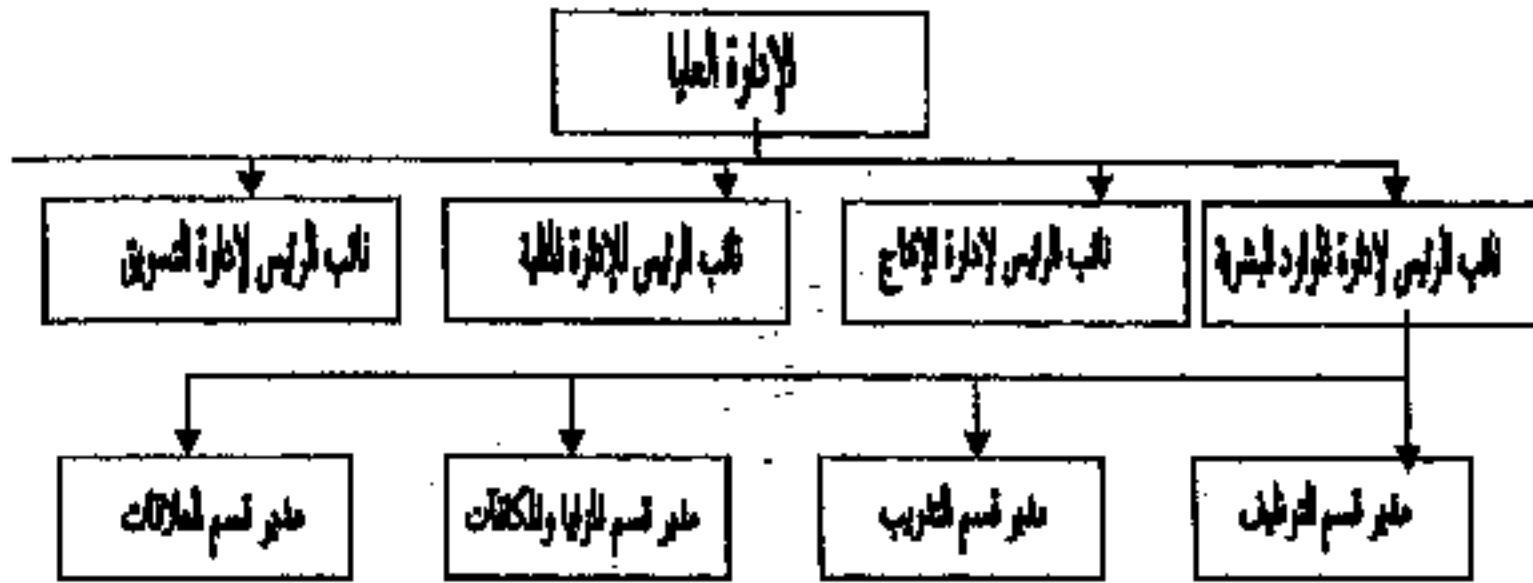 الإدارة العليا
نائب الرئيس لإدارة الموارد البشرية
نائب الرئيس لإدارة الإنتاج
نائب الرئيس للإدارة المالية
نائب الرئيس لإدارة التسويق
مدير قسم التوظيف
مدير قسم التدريب
مدير قسم المزايا والمكافآت
مدير قسم العلاقات